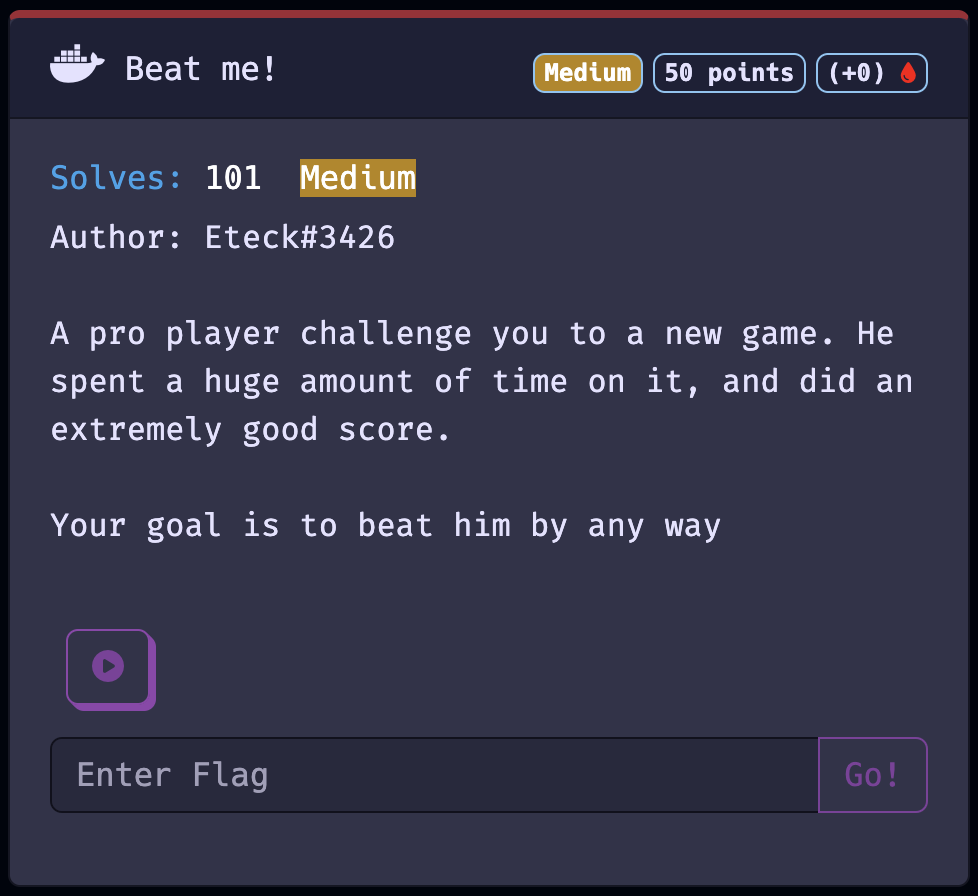 Beat me!
Medium
50 points
(+0)
Solves: 101 Medium
Author: Eteck#3426
A pro player challenge you to a new game. He
spent a huge amount of time on it, and did an
extremely good score.
Your goal is to beat him by any way
Enter Flag
Go!